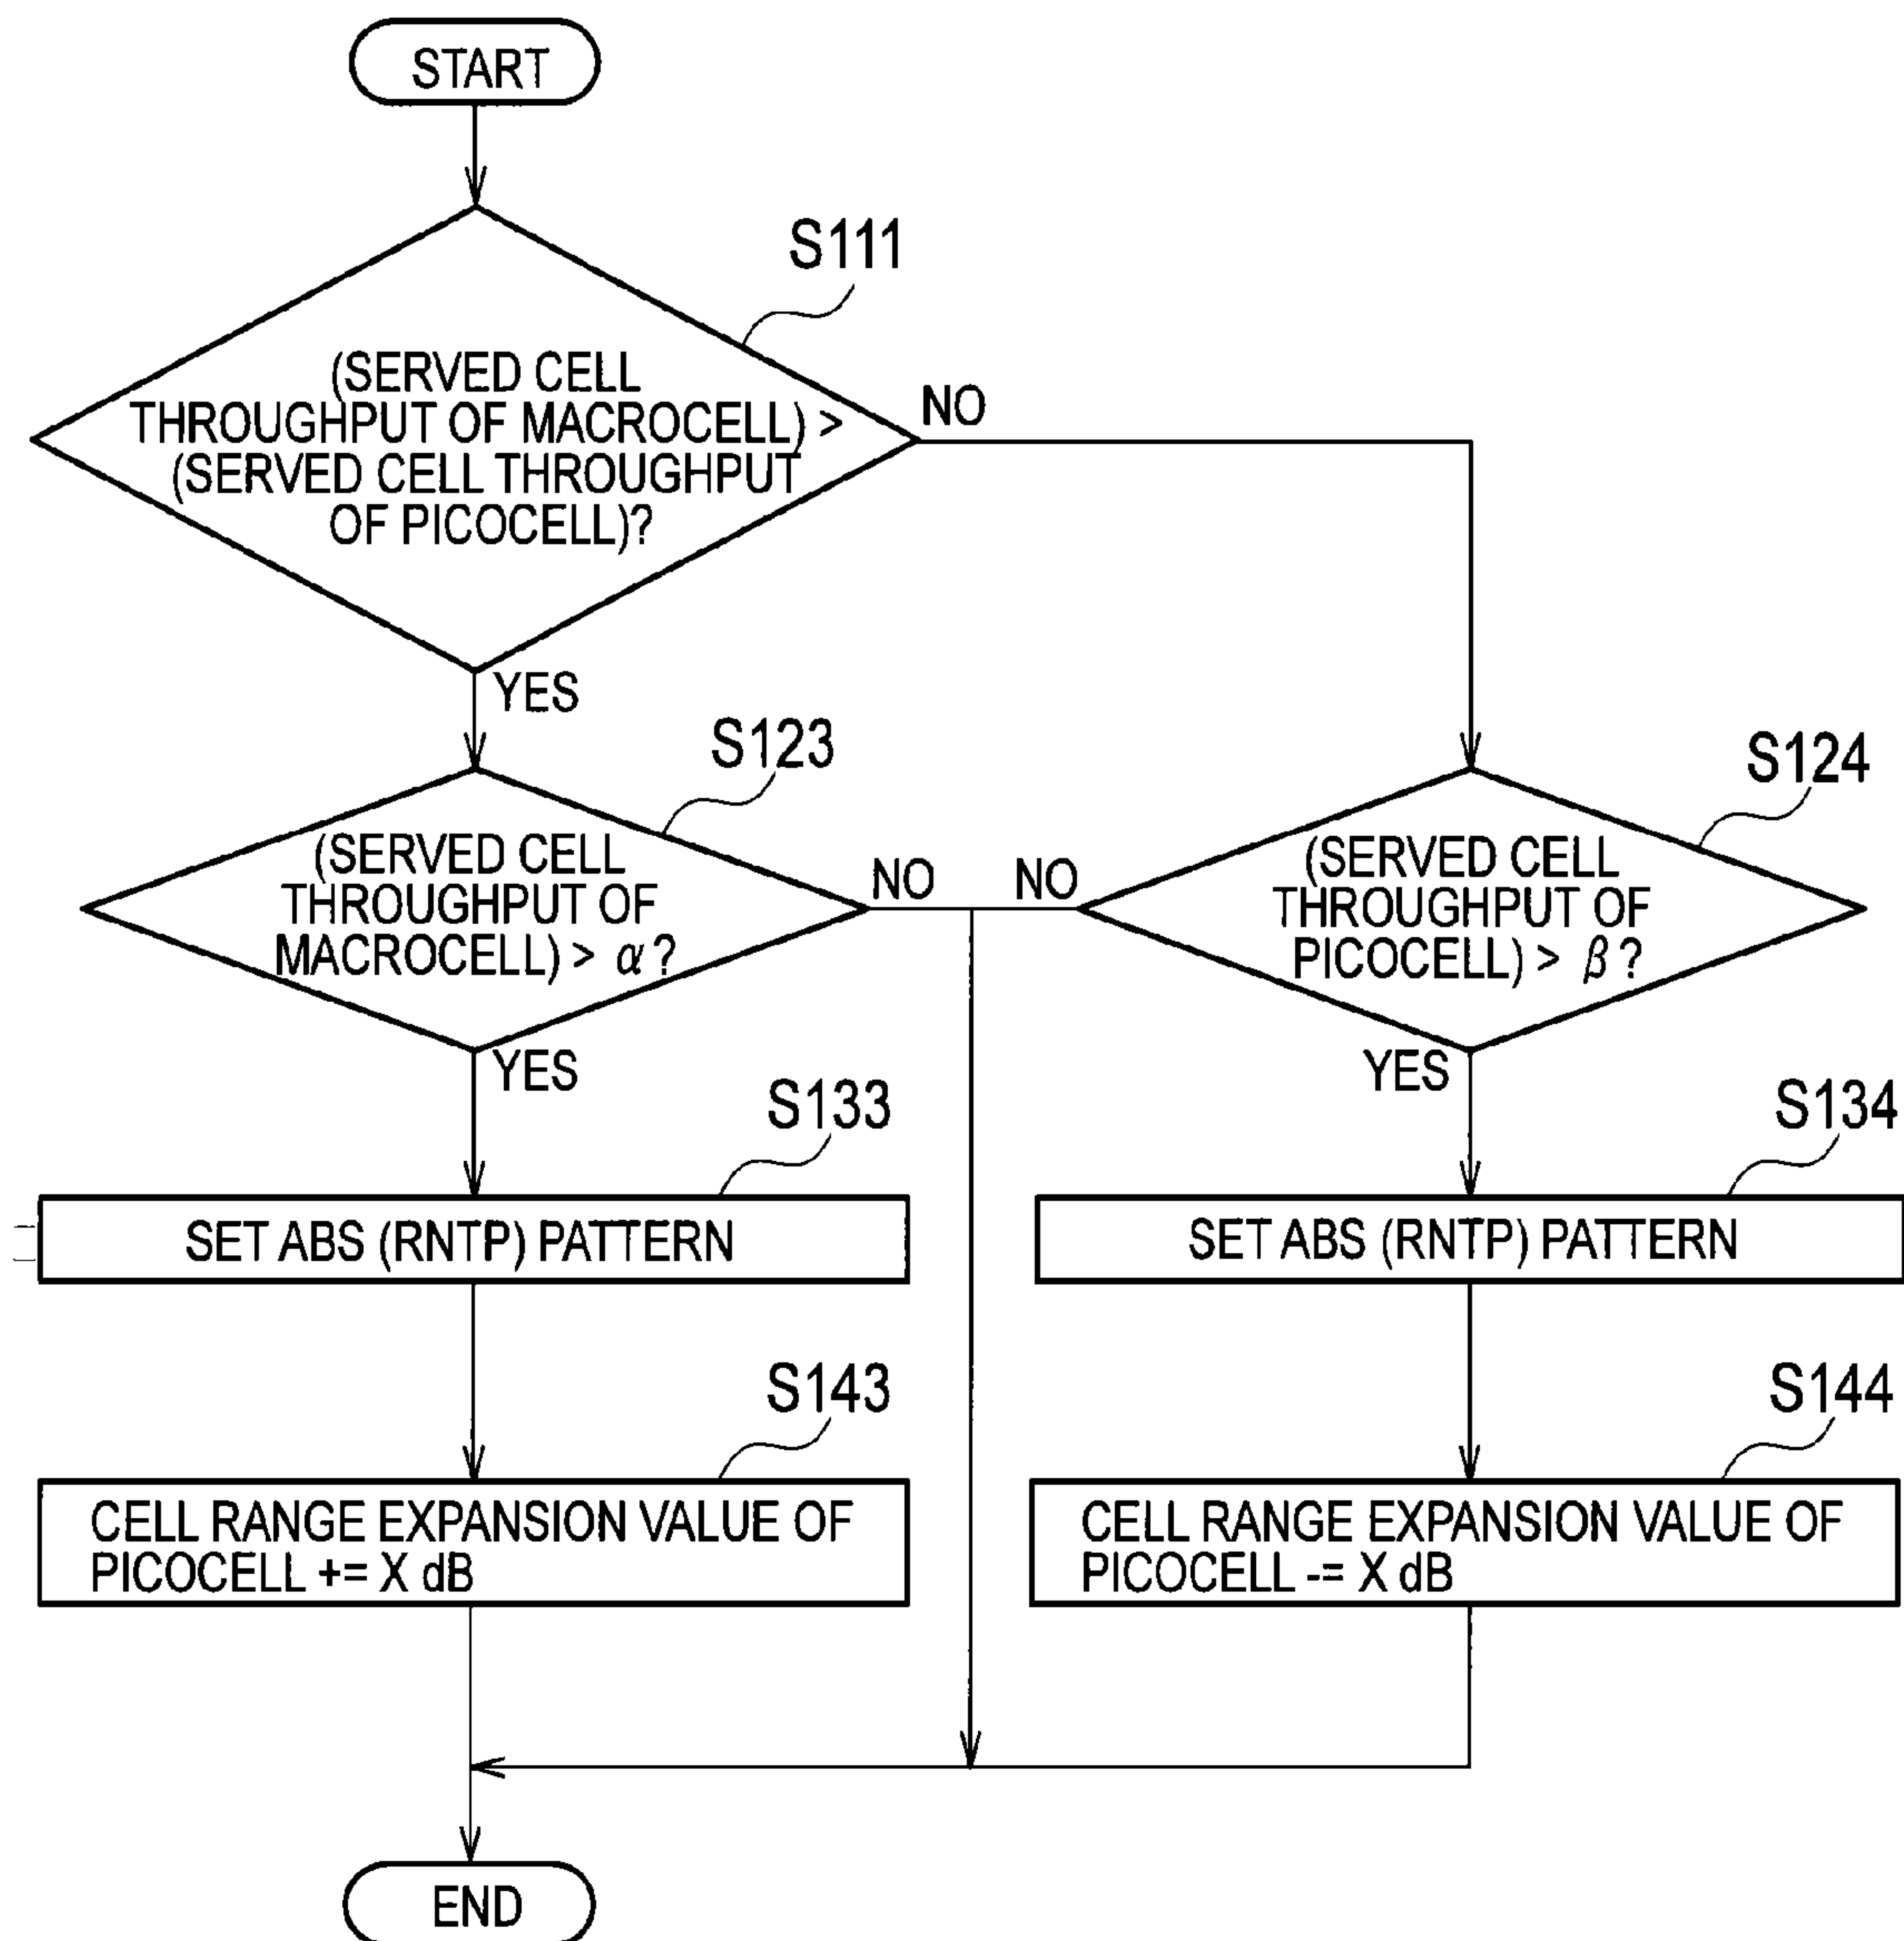 START
S111
(SERVED CELL
THROUGHPUT OF MACROCELL) >
(SERVED CELL THROUGHPUT
OF PICOCELL)?
NO
YES
S123
(SERVED CELL
THROUGHPUT OF
MACROCELL) > α?
NO
YES
S124
(SERVED CELL
THROUGHPUT OF
PICOCELL) > β?
NO
YES
S133
SET ABS (RNTP) PATTERN
S134
SET ABS (RNTP) PATTERN
S143
CELL RANGE EXPANSION VALUE OF
PICOCELL += X dB
S144
CELL RANGE EXPANSION VALUE OF
PICOCELL -= X dB
END